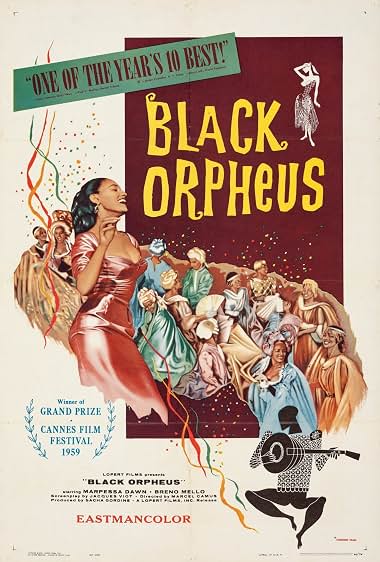 "ONE OF THE YEAR'S 10 BEST!"
BLACK
ORPHEUS
Winner of
GRAND PRIZE
at
CANNES FILM
FESTIVAL
1959
LOPERT FILMS presents
"BLACK ORPHEUS"
starring MARPESSA DAWN • BRENO MELLO
Screenplay by JACQUES VIOT • Directed by MARCEL CAMUS
Produced by SACHA GORDINE • A LOPERT FILMS, INC. Release
EASTMANCOLOR